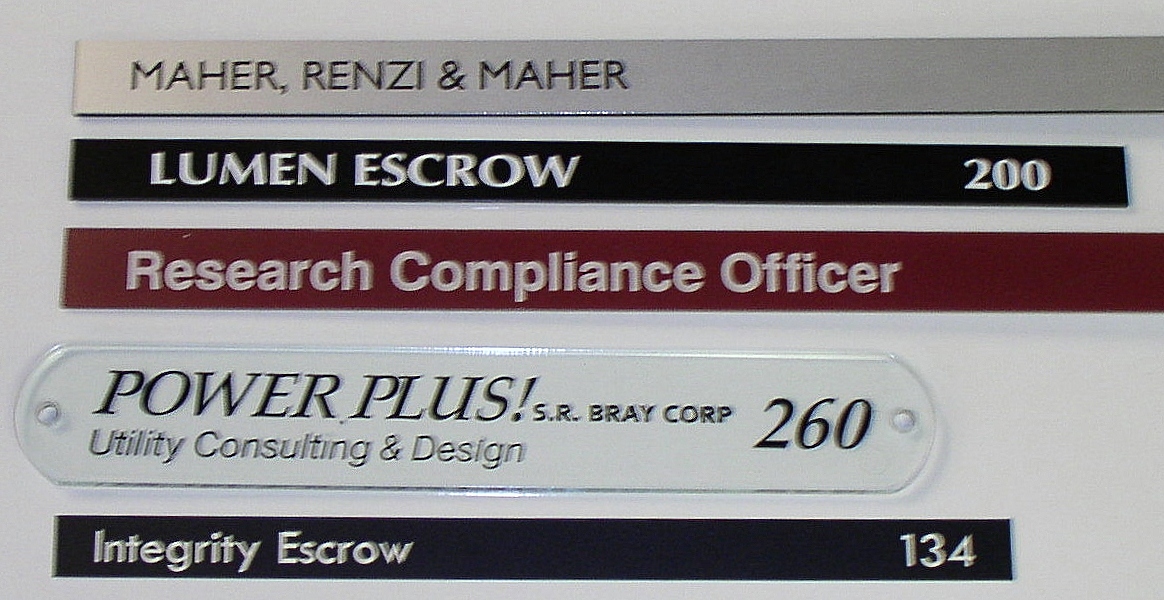 MAHER, RENZI & MAHER
LUMEN ESCROW 200
Research Compliance Officer
POWER PLUS! S.R. BRAY CORP 260
Utility Consulting & Design
Integrity Escrow 134